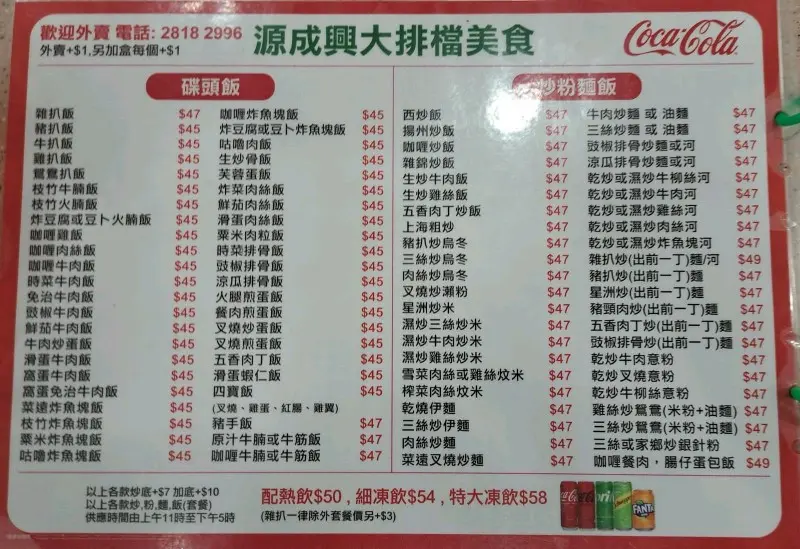 歡迎外賣 電話: 2818 2996
外賣+$1,另加盒每個+$1
源成興大排檔美食
Coca-Cola
碟頭飯
雜扒飯 $47
豬扒飯 $45
牛扒飯 $45
雞扒飯 $45
鴛鴦扒飯 $45
枝竹牛腩飯 $45
枝竹火腩飯 $45
炸豆腐或豆卜火腩飯 $45
咖喱雞飯 $45
咖喱肉絲飯 $45
咖喱牛肉飯 $45
時菜牛肉飯 $45
免治牛肉飯 $45
豉椒牛肉飯 $45
鮮茄牛肉飯 $45
牛肉炒蛋飯 $45
滑蛋牛肉飯 $45
窩蛋牛肉飯 $45
窩蛋免治牛肉飯 $45
菜遠炸魚塊飯 $45
枝竹炸魚塊飯 $45
粟米炸魚塊飯 $45
咕嚕炸魚塊飯 $45
咖喱炸魚塊飯 $45
炸豆腐或豆卜炸魚塊飯 $45
咕嚕肉飯 $45
生炒骨飯 $45
芙蓉蛋飯 $45
炸菜肉絲飯 $45
鮮茄肉絲飯 $45
滑蛋肉絲飯 $45
粟米肉粒飯 $45
時菜排骨飯 $45
豉椒排骨飯 $45
涼瓜排骨飯 $45
火腿煎蛋飯 $45
餐肉煎蛋飯 $45
叉燒炒蛋飯 $45
叉燒煎蛋飯 $45
五香肉丁飯 $45
滑蛋蝦仁飯 $45
四寶飯 $45
(叉燒、雞蛋、紅腸、雞翼)
豬手飯 $47
原汁牛腩或牛筋飯 $47
咖喱牛腩或牛筋飯 $47
炒粉麵飯
西炒飯 $47
揚州炒飯 $47
咖喱炒飯 $47
雜錦炒飯 $47
生炒牛肉飯 $47
生炒雞絲飯 $47
五香肉丁炒飯 $47
上海粗炒 $47
豬扒炒烏冬 $47
三絲炒烏冬 $47
肉絲炒烏冬 $47
叉燒炒瀨粉 $47
星洲炒米 $47
濕炒三絲炒米 $47
濕炒牛肉炒米 $47
濕炒雞絲炒米 $47
雪菜肉絲或雞絲炆米 $47
榨菜肉絲炆米 $47
乾燒伊麵 $47
三絲炒伊麵 $47
肉絲炒麵 $47
菜遠叉燒炒麵 $47
牛肉炒麵 或 油麵 $47
三絲炒麵 或 油麵 $47
豉椒排骨炒麵或河 $47
涼瓜排骨炒麵或河 $47
乾炒或濕炒牛柳絲河 $47
乾炒或濕炒牛肉河 $47
乾炒或濕炒雞絲河 $47
乾炒或濕炒肉絲河 $47
乾炒或濕炒炸魚塊河 $47
雜扒炒(出前一丁)麵/河 $49
豬扒炒(出前一丁)麵 $47
星洲炒(出前一丁)麵 $47
豬頸肉炒(出前一丁)麵 $47
五香肉丁炒(出前一丁)麵 $47
豉椒排骨炒(出前一丁)麵 $47
乾炒牛肉意粉 $47
乾炒叉燒意粉 $47
乾炒牛柳絲意粉 $47
雞絲炒鴛鴦(米粉+油麵) $47
三絲炒鴛鴦(米粉+油麵) $47
三絲或家鄉炒銀針粉 $47
咖喱餐肉，腸仔蛋包飯 $49
以上各款炒底+$7 加底+$10
以上各款炒,粉,麵,飯(套餐)
供應時間由上午11時至下午5時
配熱飲$50 , 細凍飲$54 , 特大凍飲$58
(雜扒一律除外套餐價另+$3)
FANTA